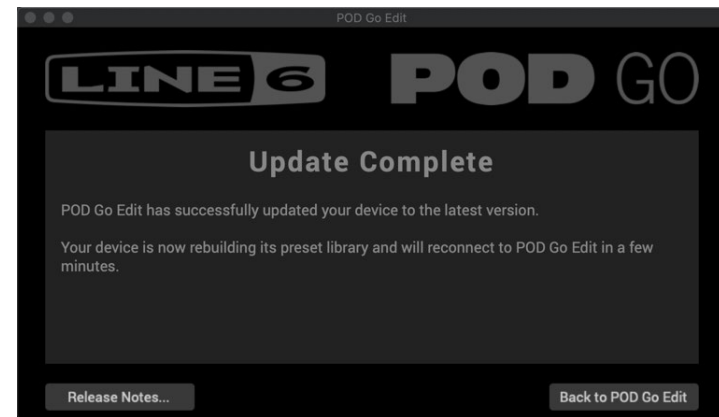 POD Go Edit
LINE 6 POD GO
Update Complete
POD Go Edit has successfully updated your device to the latest version.
Your device is now rebuilding its preset library and will reconnect to POD Go Edit in a few
minutes.
Release Notes... Back to POD Go Edit